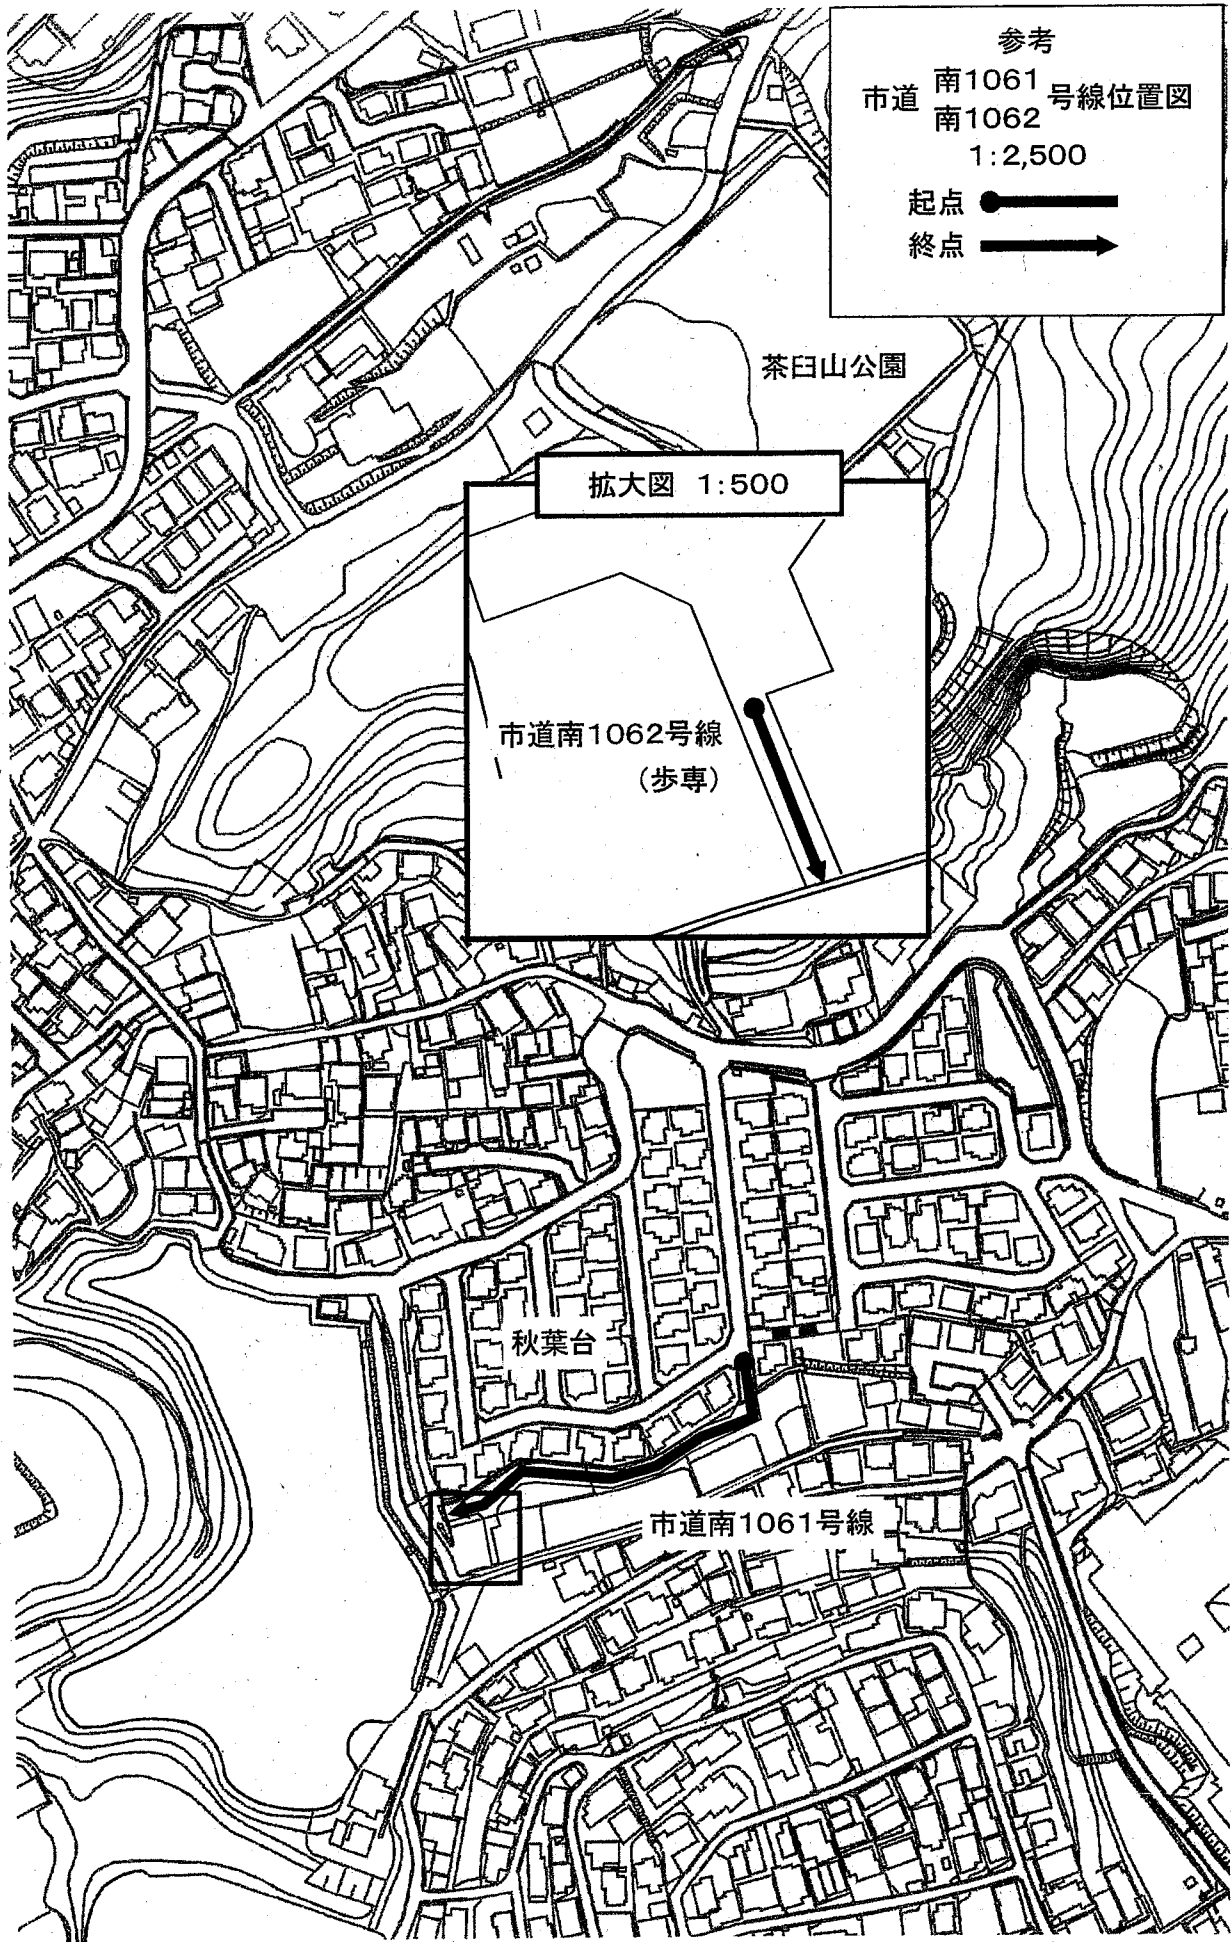 参考
市道 南1061 号線位置図
南1062
1:2,500
起点
終点
茶臼山公園
拡大図 1:500
市道南1062号線
(歩専)
秋葉台
市道南1061号線